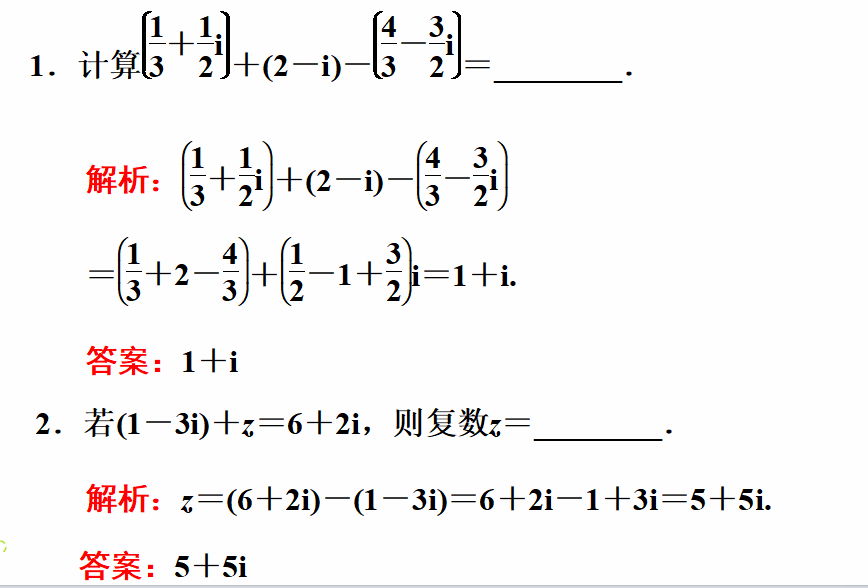 1．计算(1/3＋1/2i)＋(2－i)－(4/3－3/2i)＝________．
解析：(1/3＋1/2i)＋(2－i)－(4/3－3/2i)
＝(1/3＋2－4/3)＋(1/2－1＋3/2)i＝1＋i.
答案：1＋i
2．若(1－3i)＋z＝6＋2i，则复数z＝________．
解析：z＝(6＋2i)－(1－3i)＝6＋2i－1＋3i＝5＋5i.
答案：5＋5i